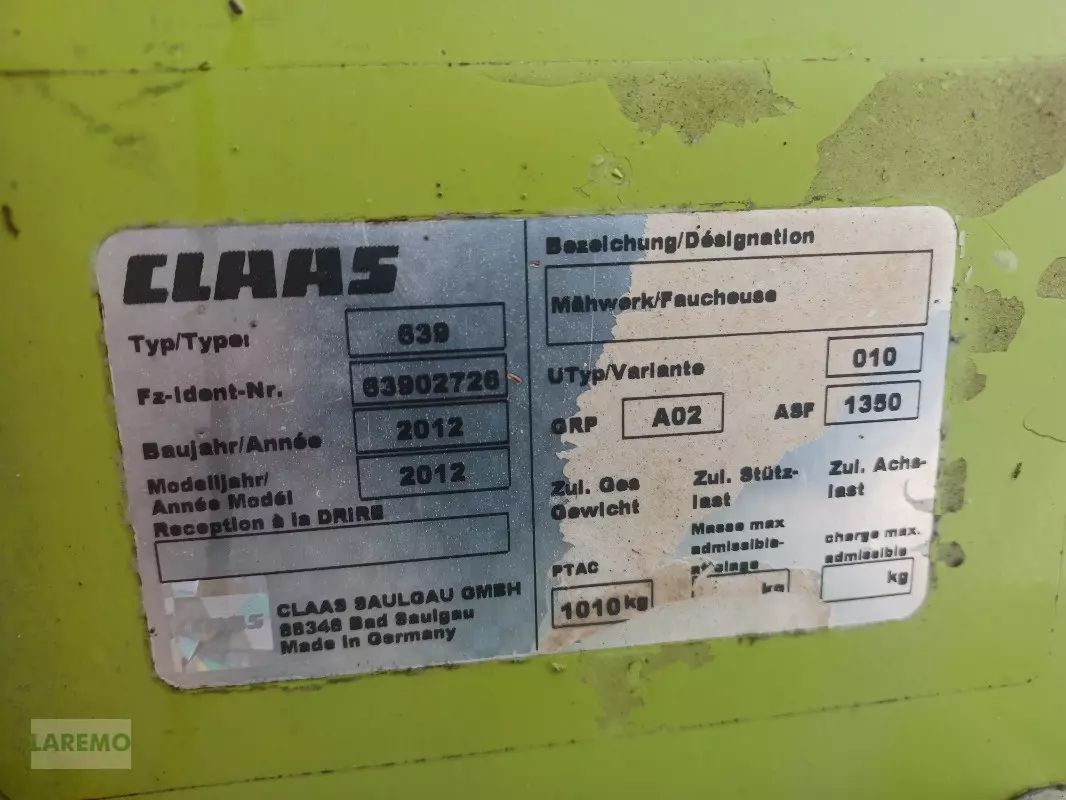 CLAAS
Typ/Type: 639
Fz-Ident-Nr. 63902726
Baujahr/Année 2012
Modelljahr/
Année Modél 2012
Reception à la DRIRE
CLAAS
CLAAS SAULGAU GMBH
88348 Bad Saulgau
Made in Germany
Bezeichung/Désignation
Mähwerk/Faucheuse
UTyp/Variante 010
GRP A02 ASF 1350
Zul. Ges
Gewicht
PTAC
1010 kg
Zul. Stütz-
last
Masse max
admissible-
attelage
kg
Zul. Achs-
last
charge max.
admissible
kg
LAREMO